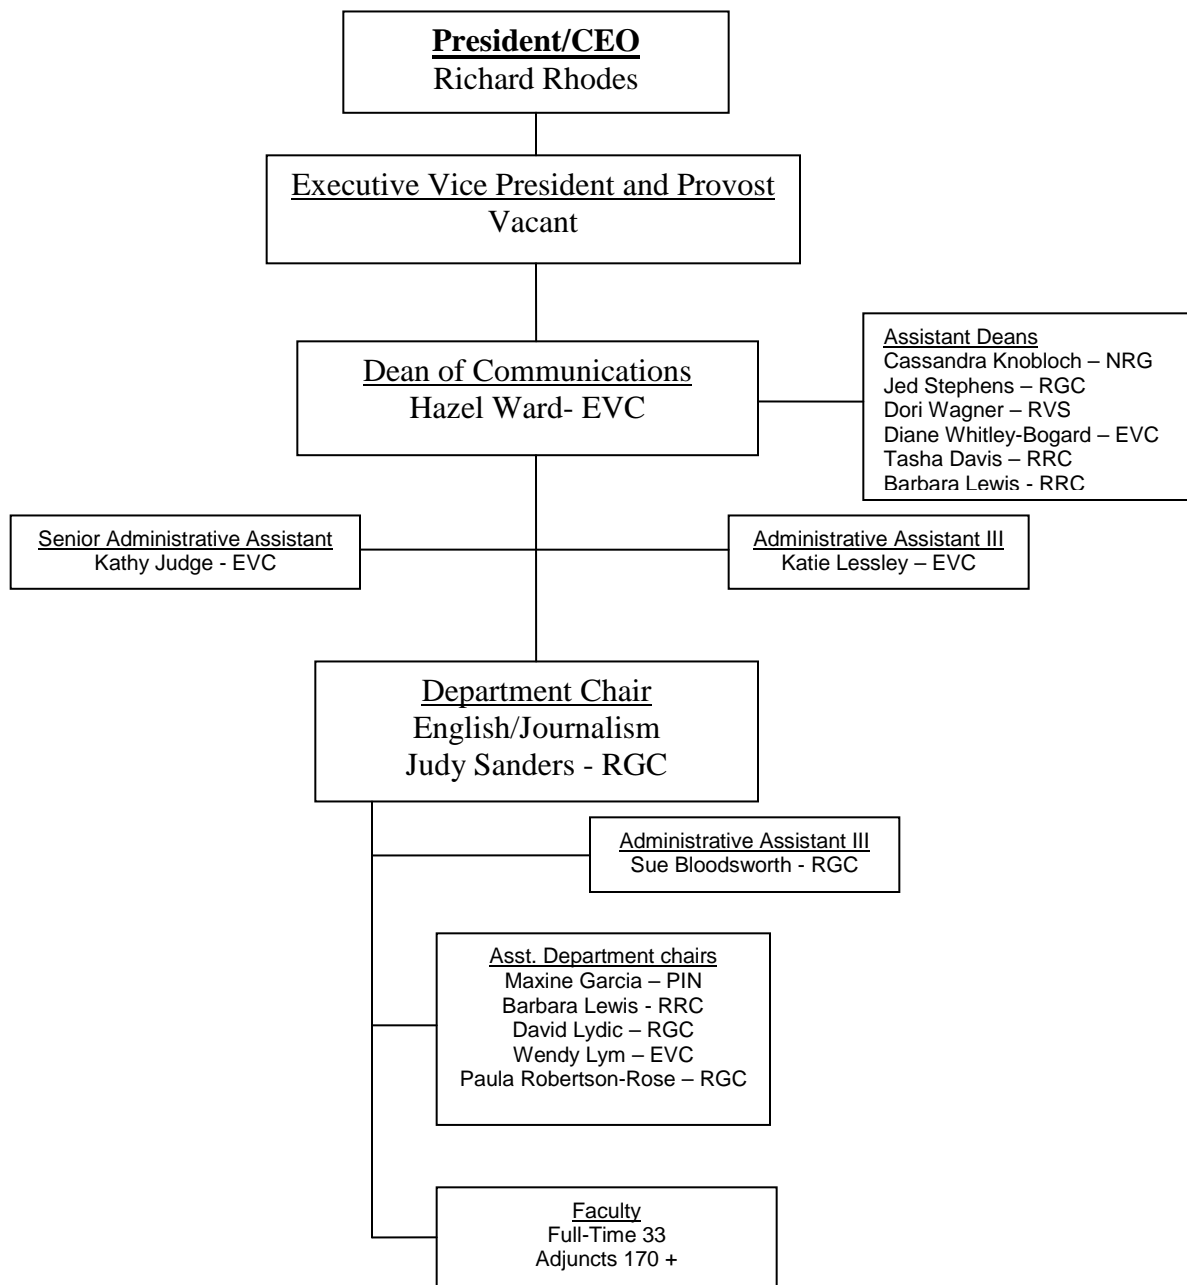 President/CEO
Richard Rhodes
Executive Vice President and Provost
Vacant
Dean of Communications
Hazel Ward- EVC
Assistant Deans
Cassandra Knobloch – NRG
Jed Stephens – RGC
Dori Wagner – RVS
Diane Whitley-Bogard – EVC
Tasha Davis – RRC
Barbara Lewis - RRC
Senior Administrative Assistant
Kathy Judge - EVC
Administrative Assistant III
Katie Lessley – EVC
Department Chair
English/Journalism
Judy Sanders - RGC
Administrative Assistant III
Sue Bloodsworth - RGC
Asst. Department chairs
Maxine Garcia – PIN
Barbara Lewis - RRC
David Lydic – RGC
Wendy Lym – EVC
Paula Robertson-Rose – RGC
Faculty
Full-Time 33
Adjuncts 170 +